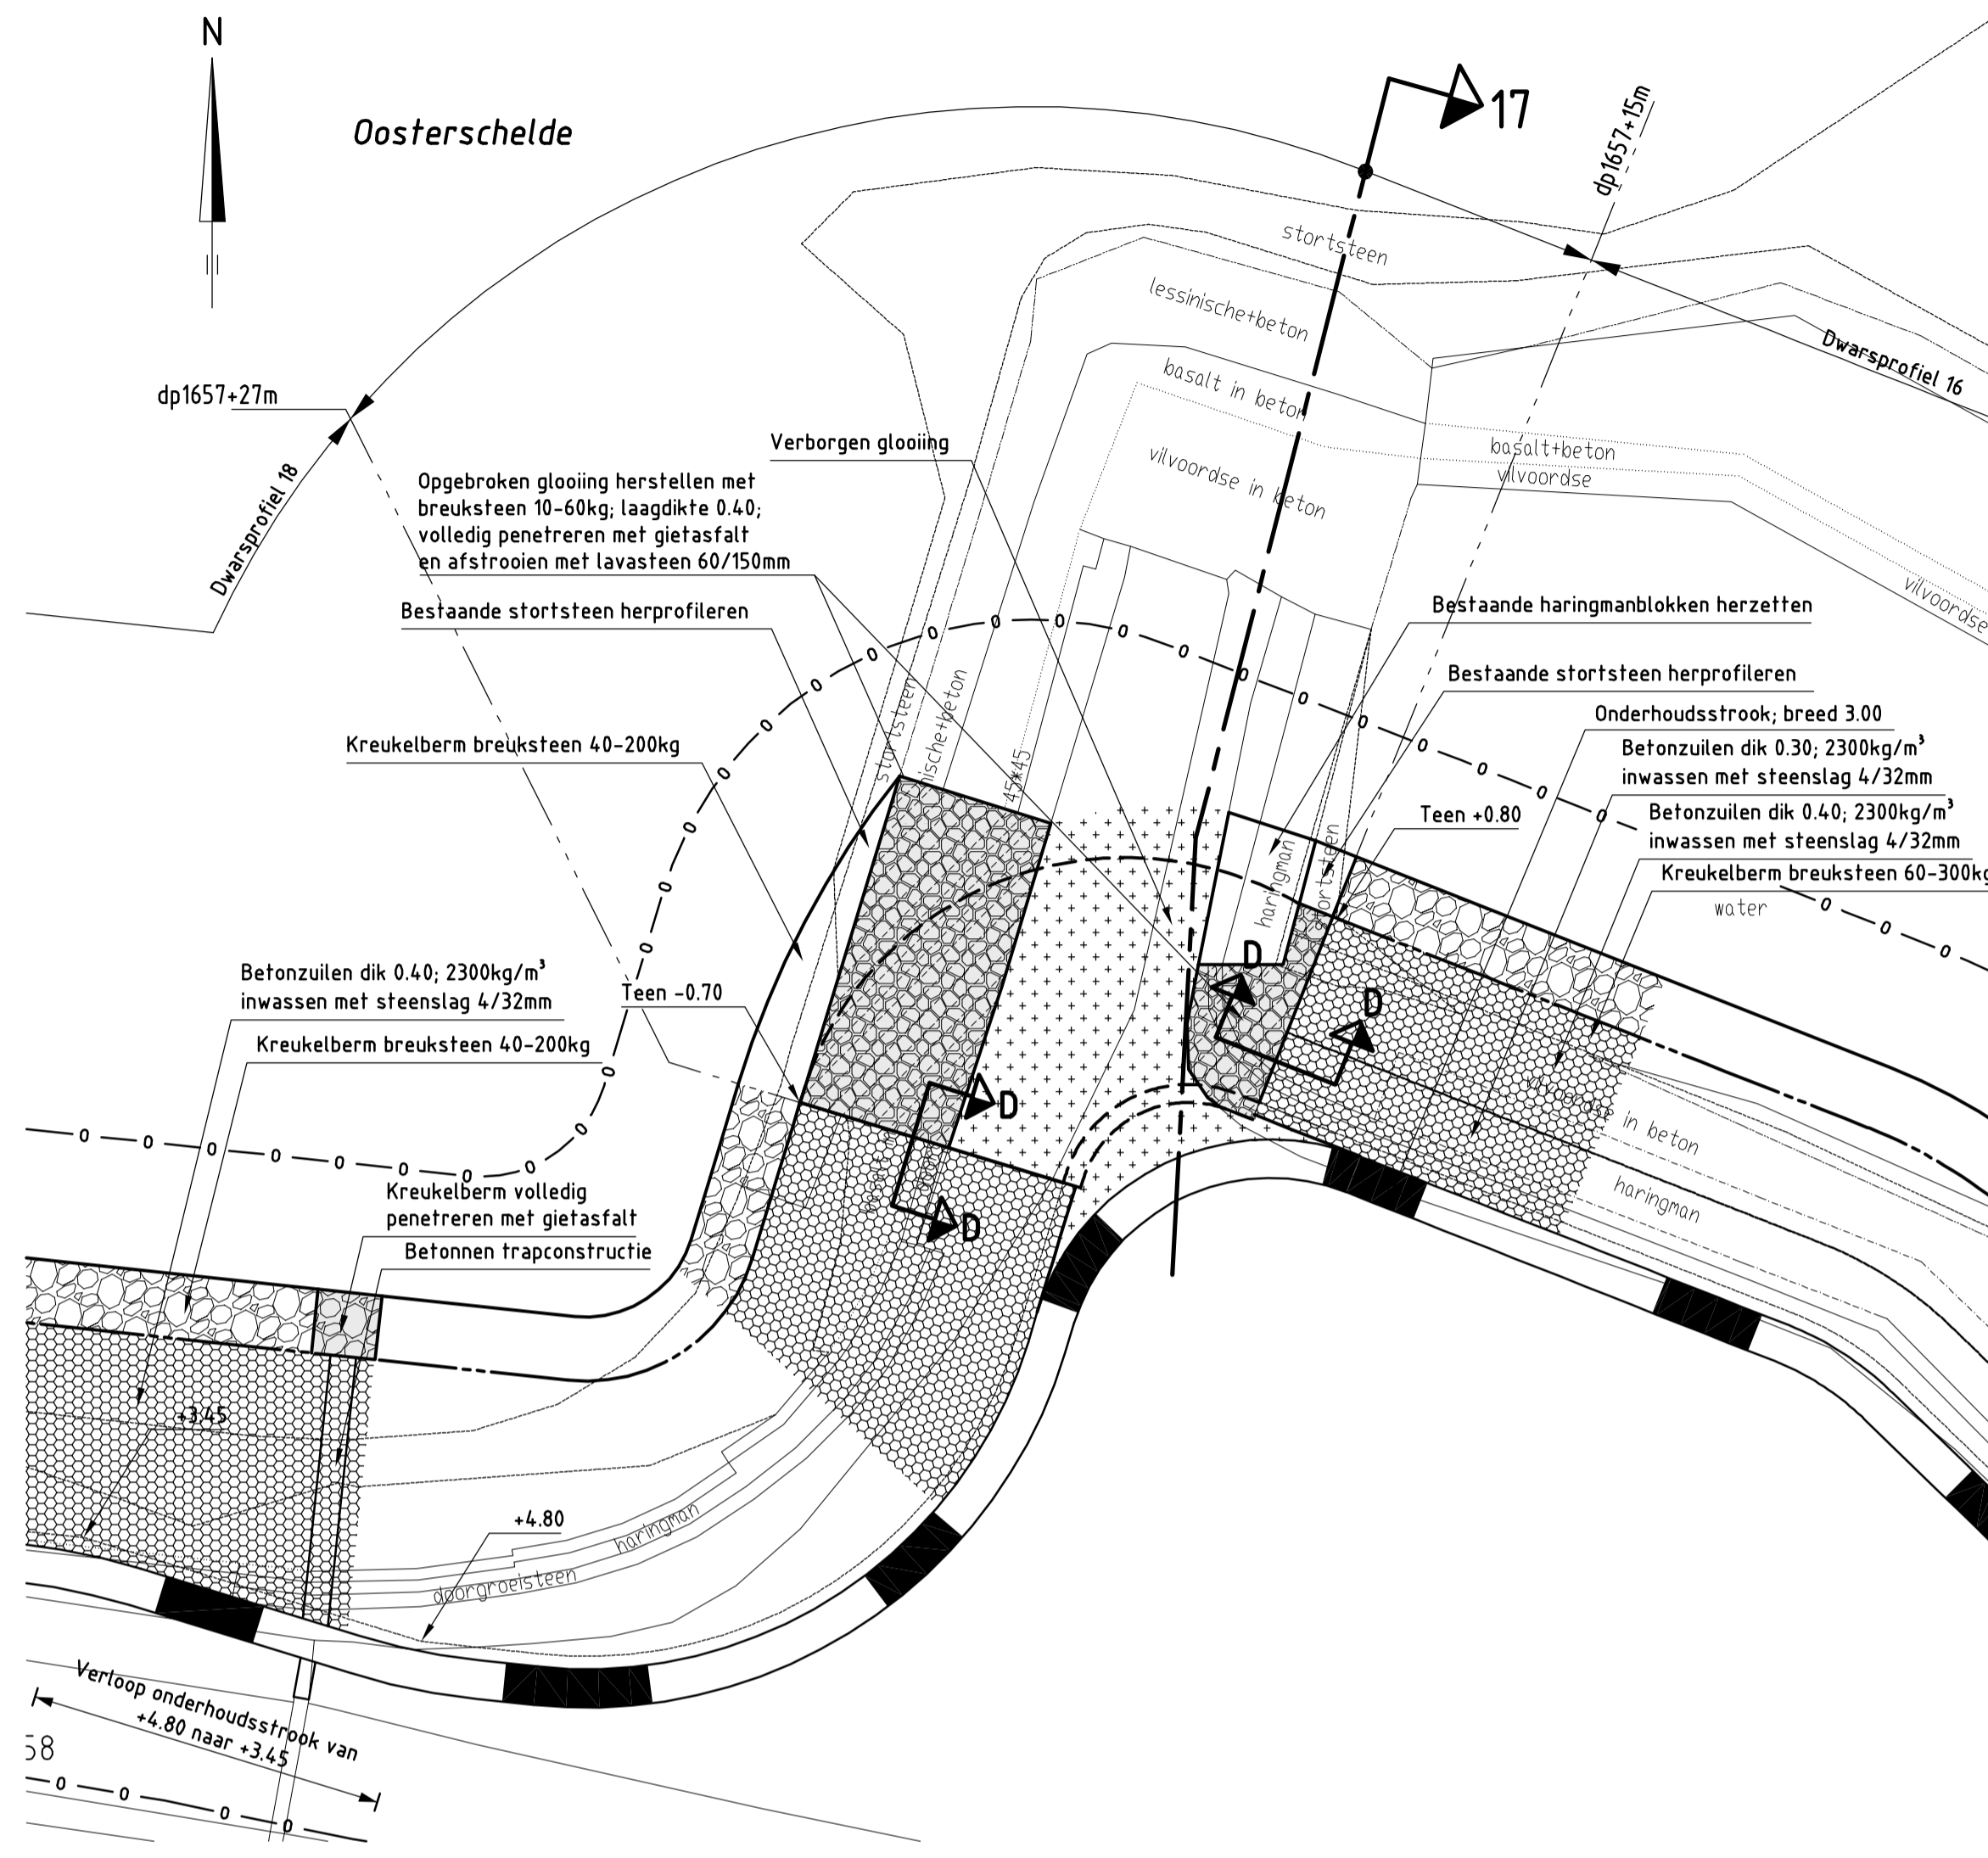 N
Oosterschelde
17
dp1657+15m
stortsteen
lessinische+beton
Dwarsprofiel 16
basalt in beton
dp1657+27m
Verborgen glooiing
basalt+beton
vilvoordse
vilvoordse in beton
Dwarsprofiel 18
Opgebroken glooiing herstellen met
breuksteen 10-60kg; laagdikte 0.40;
volledig penetreren met gietasfalt
en afstrooien met lavasteen 60/150mm
vilvoordse
Bestaande stortsteen herprofileren
Bestaande haringmanblokken herzetten
Bestaande stortsteen herprofileren
Onderhoudsstrook; breed 3.00
Kreukelberm breuksteen 40-200kg
stortsteen
45*45
Betonzuilen dik 0.30; 2300kg/m³
inwassen met steenslag 4/32mm
Teen +0.80
Betonzuilen dik 0.40; 2300kg/m³
inwassen met steenslag 4/32mm
Kreukelberm breuksteen 60-300kg
water
haringman
stortsteen
D
D
Betonzuilen dik 0.40; 2300kg/m³
inwassen met steenslag 4/32mm
Teen -0.70
Kreukelberm breuksteen 40-200kg
D
D
in beton
haringman
Kreukelberm volledig
penetreren met gietasfalt
Betonnen trapconstructie
+3.45
+4.80
haringman
doorgroeisteen
Verloop onderhoudsstrook van
+4.80 naar +3.45
58